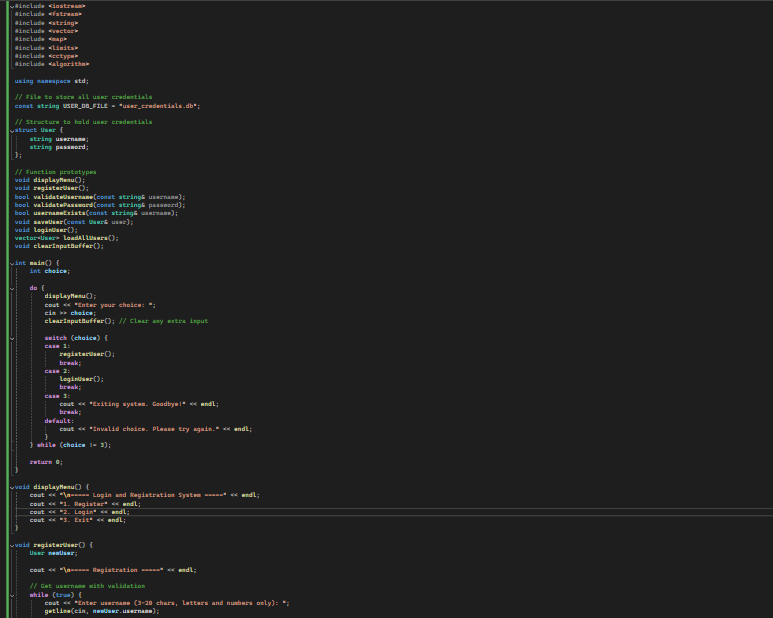 #include <iostream>
#include <fstream>
#include <string>
#include <vector>
#include <map>
#include <limits>
#include <cctype>
#include <algorithm>
using namespace std;
// File to store all user credentials
const string USER_DB_FILE = "user_credentials.db";
// Structure to hold user credentials
struct User {
    string username;
    string password;
};
// Function prototypes
void displayMenu();
void registerUser();
bool validateUsername(const string& username);
bool validatePassword(const string& password);
bool usernameExists(const string& username);
void saveUser(const User& user);
void loginUser();
vector<User> loadAllUsers();
void clearInputBuffer();
int main() {
    int choice;
    do {
        displayMenu();
        cout << "Enter your choice: ";
        cin >> choice;
        clearInputBuffer(); // Clear any extra input
        switch (choice) {
        case 1:
            registerUser();
            break;
        case 2:
            loginUser();
            break;
        case 3:
            cout << "Exiting system. Goodbye!" << endl;
            break;
        default:
            cout << "Invalid choice. Please try again." << endl;
        }
    } while (choice != 3);
    return 0;
}
void displayMenu() {
    cout << "\n===== Login and Registration System =====" << endl;
    cout << "1. Register" << endl;
    cout << "2. Login" << endl;
    cout << "3. Exit" << endl;
}
void registerUser() {
    User newUser;
    cout << "\n===== Registration =====" << endl;
    // Get username with validation
    while (true) {
        cout << "Enter username (3-20 chars, letters and numbers only): ";
        getline(cin, newUser.username);